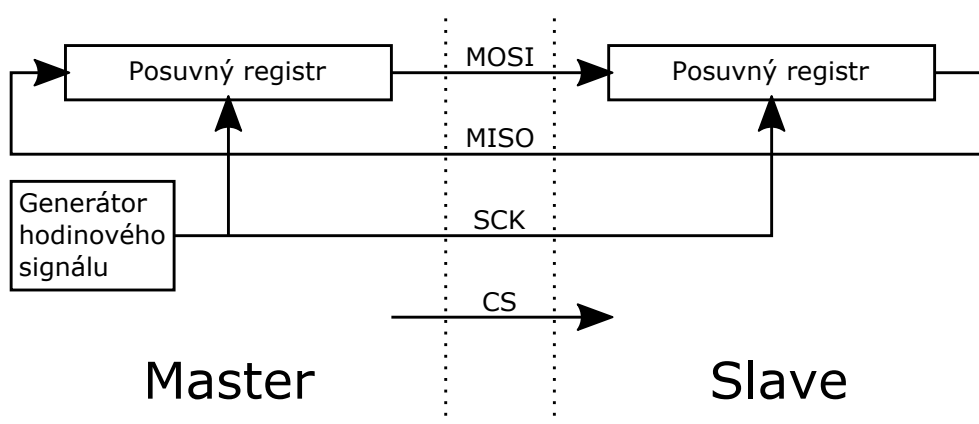 MOSI
Posuvný registr
Posuvný registr
MISO
Generátor
hodinového
signálu
SCK
CS
Master
Slave